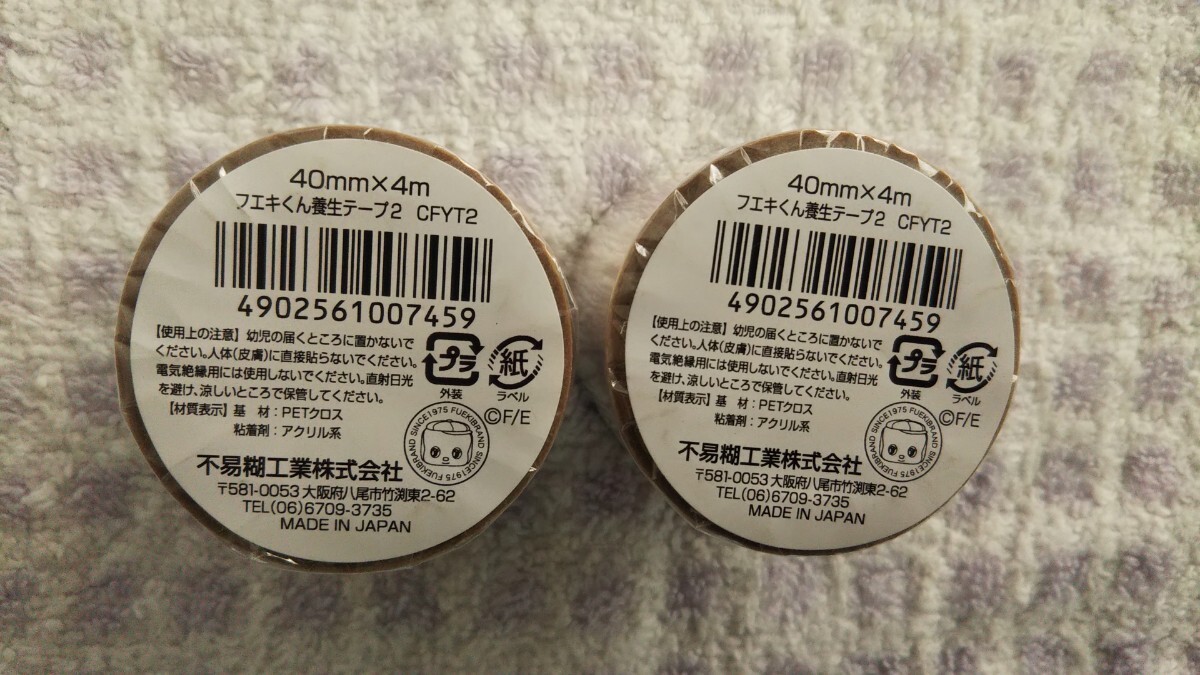 40mm×4m
フエキくん養生テープ2 CFYT2
4902561007459
【使用上の注意】幼児の届くところに置かないで
ください。人体(皮膚)に直接貼らないでください。
電気絶縁用には使用しないでください。直射日光
を避け、涼しいところで保管してください。
【材質表示】基 材:PETクロス
粘着剤:アクリル系
プラ
外装
紙
ラベル
©F/E
FUEKIBRAND SINCE1975 FUEKIBRAND SINCE1975
不易糊工業株式会社
〒581-0053 大阪府八尾市竹渕東2-62
TEL(06)6709-3735
MADE IN JAPAN
40mm×4m
フエキくん養生テープ2 CFYT2
4902561007459
【使用上の注意】幼児の届くところに置かないで
ください。人体(皮膚)に直接貼らないでください。
電気絶縁用には使用しないでください。直射日光
を避け、涼しいところで保管してください。
【材質表示】基 材:PETクロス
粘着剤:アクリル系
プラ
外装
紙
ラベル
©F/E
FUEKIBRAND SINCE1975 FUEKIBRAND SINCE1975
不易糊工業株式会社
〒581-0053 大阪府八尾市竹渕東2-62
TEL(06)6709-3735
MADE IN JAPAN